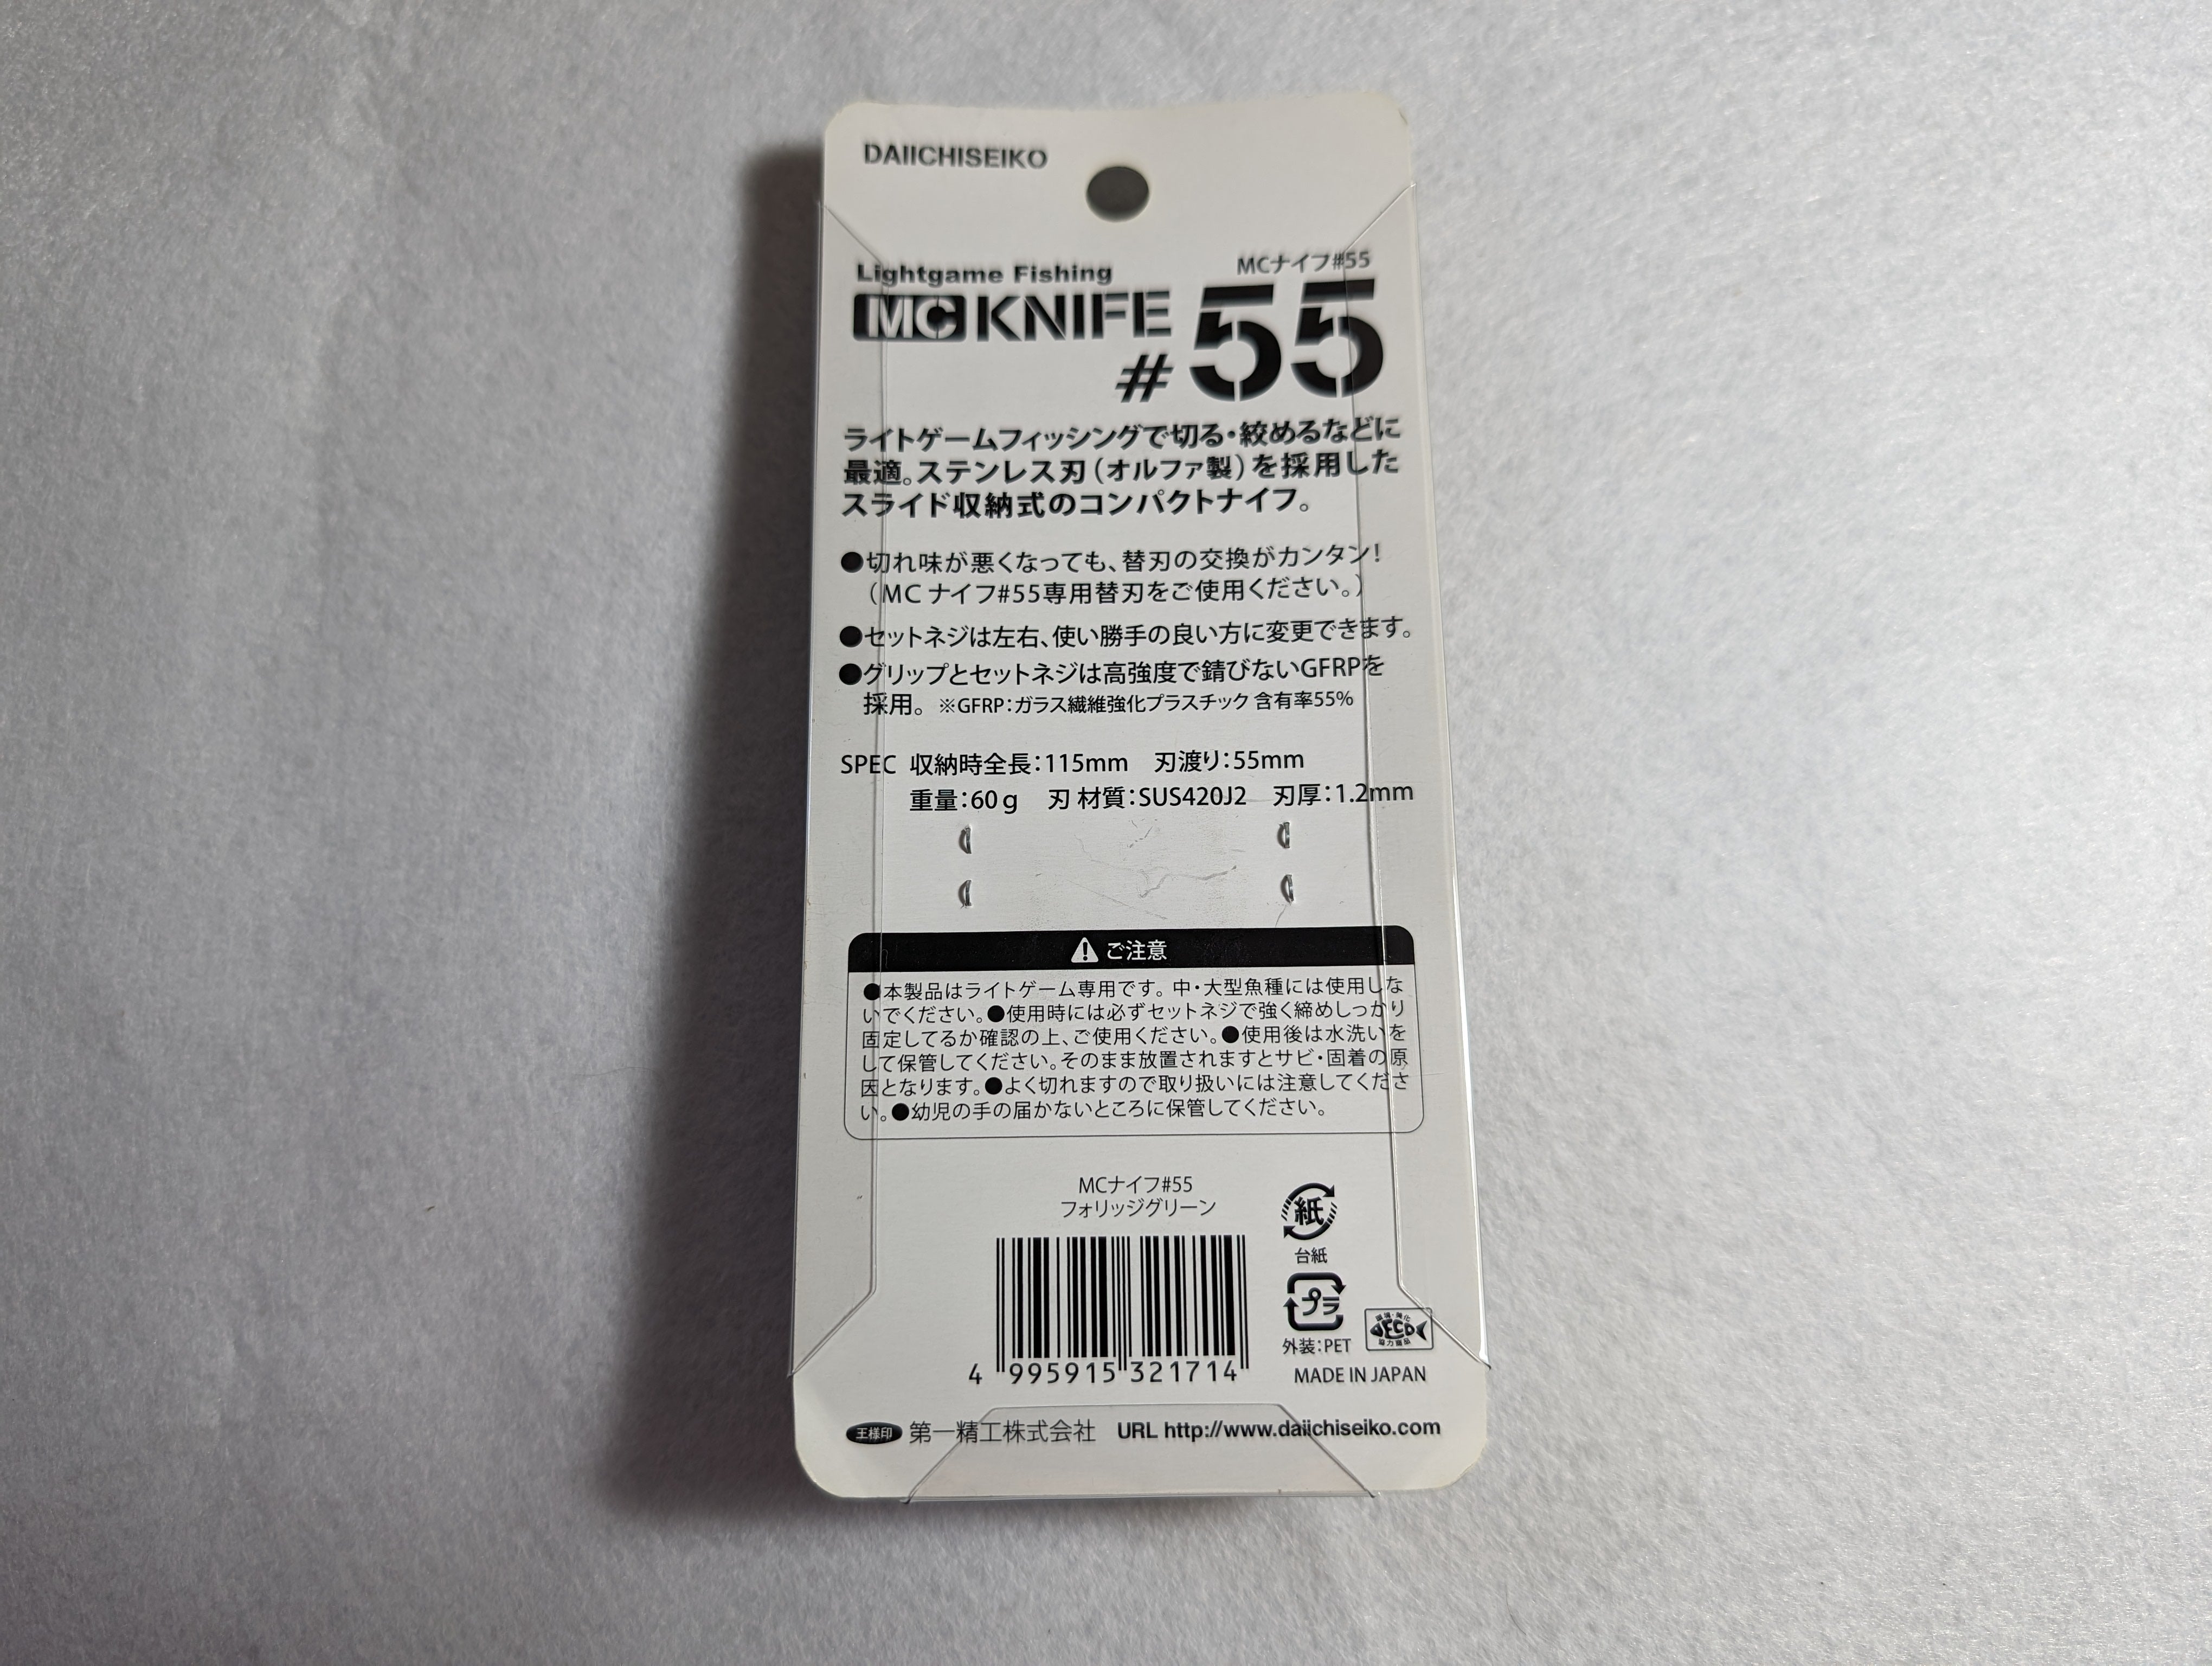 DAIICHISEIKO
Lightgame Fishing
MCナイフ#55
MC KNIFE
#55
ライトゲームフィッシングで切る・絞めるなどに
最適。ステンレス刃(オルファ製)を採用した
スライド収納式のコンパクトナイフ。
●切れ味が悪くなっても、替刃の交換がカンタン!
(MCナイフ#55専用替刃をご使用ください。)
●セットネジは左右、使い勝手の良い方に変更できます。
●グリップとセットネジは高強度で錆びないGFRPを
採用。※GFRP:ガラス繊維強化プラスチック 含有率55%
SPEC 収納時全長:115mm 刃渡り:55mm
重量:60g 刃 材質:SUS420J2 刃厚:1.2mm
ご注意
●本製品はライトゲーム専用です。中・大型魚種には使用しな
いでください。●使用時には必ずセットネジで強く締めしっかり
固定してるか確認の上、ご使用ください。●使用後は水洗いを
して保管してください。そのまま放置されますとサビ・固着の原
因となります。●よく切れますので取り扱いには注意してくださ
い。●幼児の手の届かないところに保管してください。
MCナイフ#55
フォリッジグリーン
4 995915 321714
紙
台紙
プラ
外装:PET
ECO
MADE IN JAPAN
王様印 第一精工株式会社 URL http://www.daiichiseiko.com